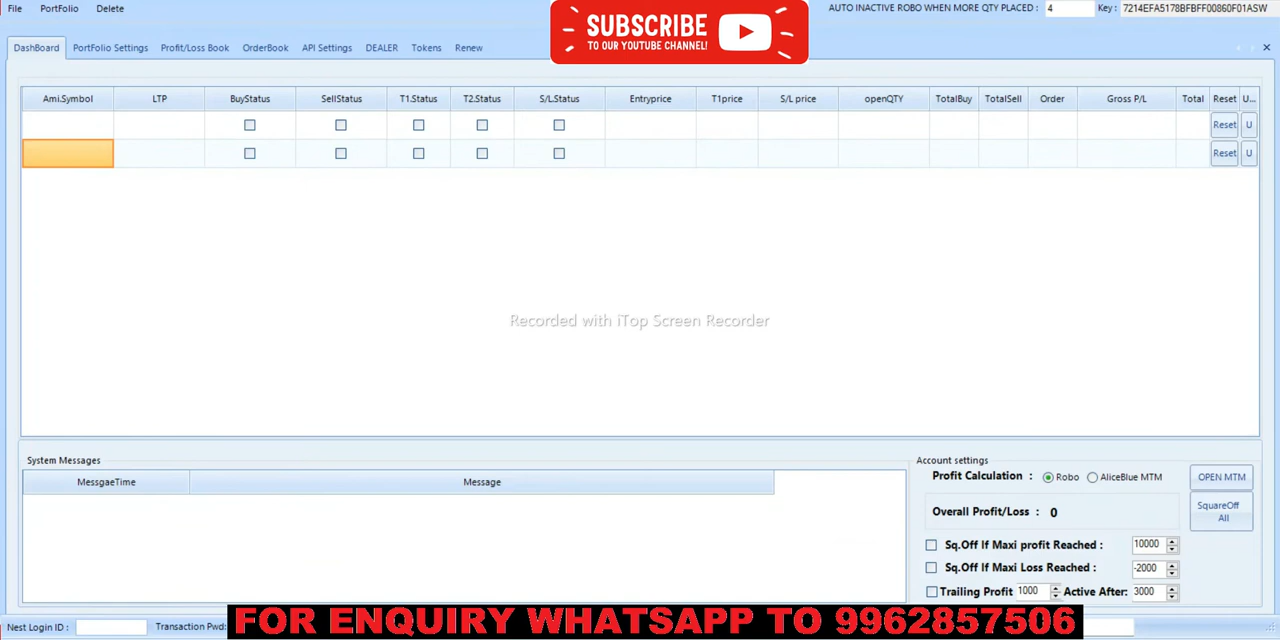 File PortFolio Delete
SUBSCRIBE
TO OUR YOUTUBE CHANNEL!
AUTO INACTIVE ROBO WHEN MORE QTY PLACED : 4 Key : 7214EFA5178BFBFF00860F01ASW
DashBoard PortFolio Settings Profit/Loss Book OrderBook API Settings DEALER Tokens Renew
Ami.Symbol LTP BuyStatus SellStatus T1.Status T2.Status S/L.Status Entryprice T1price S/L price openQTY TotalBuy TotalSell Order Gross P/L Total Reset U...
Reset U
Reset U
Recorded with iTop Screen Recorder
System Messages
MessgaeTime Message
Account settings
Profit Calculation : Robo AliceBlue MTM OPEN MTM
Overall Profit/Loss : 0
SquareOff
All
Sq.Off If Maxi profit Reached : 10000
Sq.Off If Maxi Loss Reached : -2000
Trailing Profit 1000 Active After: 3000
Nest Login ID : Transaction Pwd:
FOR ENQUIRY WHATSAPP TO 9962857506